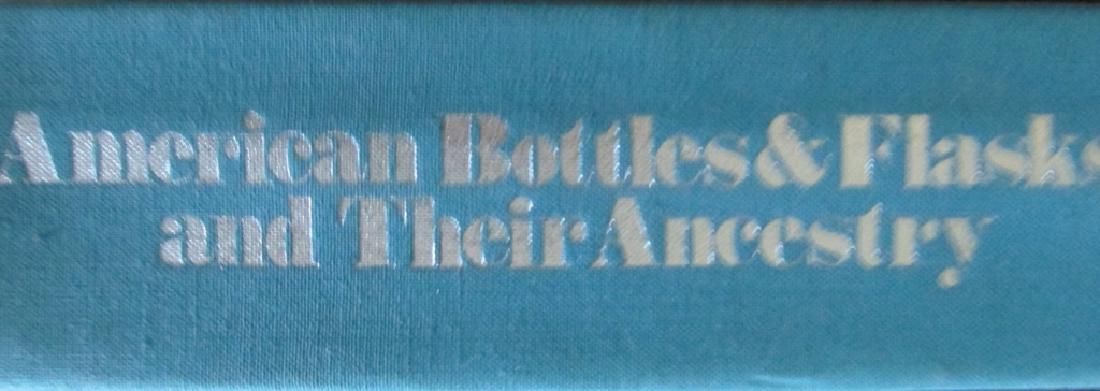 American Bottles & Flasks
and Their Ancestry